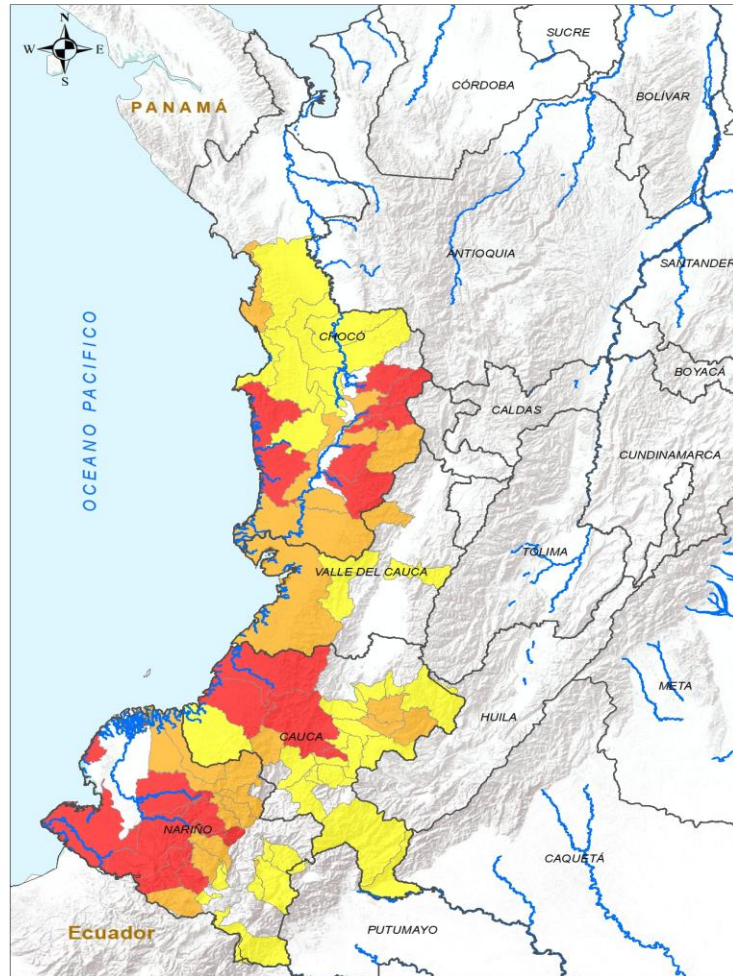 N
W E
S
SUCRE
CÓRDOBA
BOLÍVAR
PANAMÁ
ANTIOQUIA
SANTANDER
OCEANO PACIFICO
CHOCÓ
BOYACÁ
CALDAS
CUNDINAMARCA
TOLIMA
VALLE DEL CAUCA
META
HUILA
CAUCA
NARIÑO
CAQUETÁ
Ecuador
PUTUMAYO